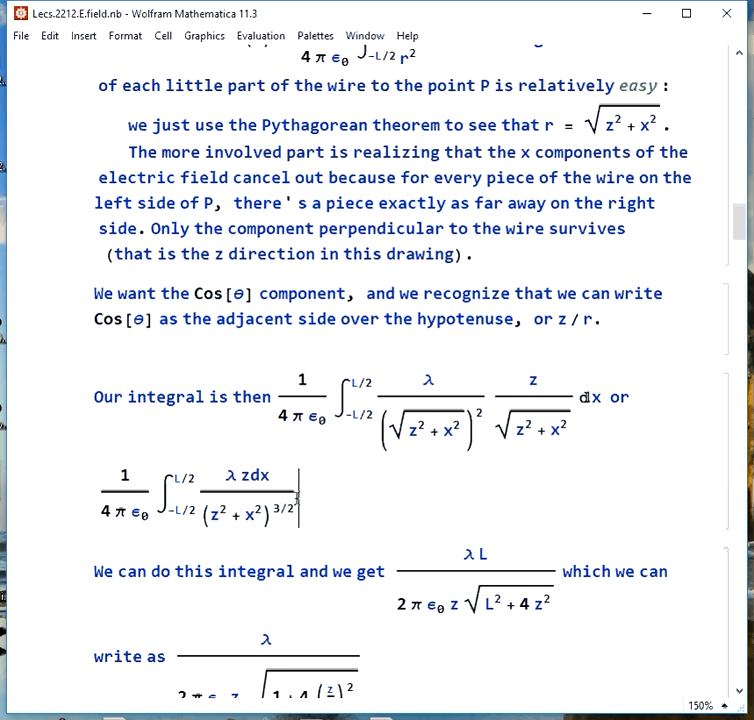 Lecs.2212.E.field.nb - Wolfram Mathematica 11.3
File Edit Insert Format Cell Graphics Evaluation Palettes Window Help
4 π ϵ₀ ∫-L/2 r²
of each little part of the wire to the point P is relatively easy :
we just use the Pythagorean theorem to see that r = √(z² + x²) .
The more involved part is realizing that the x components of the
electric field cancel out because for every piece of the wire on the
left side of P, there's a piece exactly as far away on the right
side. Only the component perpendicular to the wire survives
(that is the z direction in this drawing) .
We want the Cos[θ] component, and we recognize that we can write
Cos[θ] as the adjacent side over the hypotenuse, or z / r.
Our integral is then 1/(4 π ϵ₀) ∫_{-L/2}^{L/2} λ/(√(z² + x²))² z/√(z² + x²) ⅆx or
1/(4 π ϵ₀) ∫_{-L/2}^{L/2} λ zdx/(z² + x²)^{3/2}
We can do this integral and we get λ L/(2 π ϵ₀ z √(L² + 4 z²)) which we can
write as λ
150%